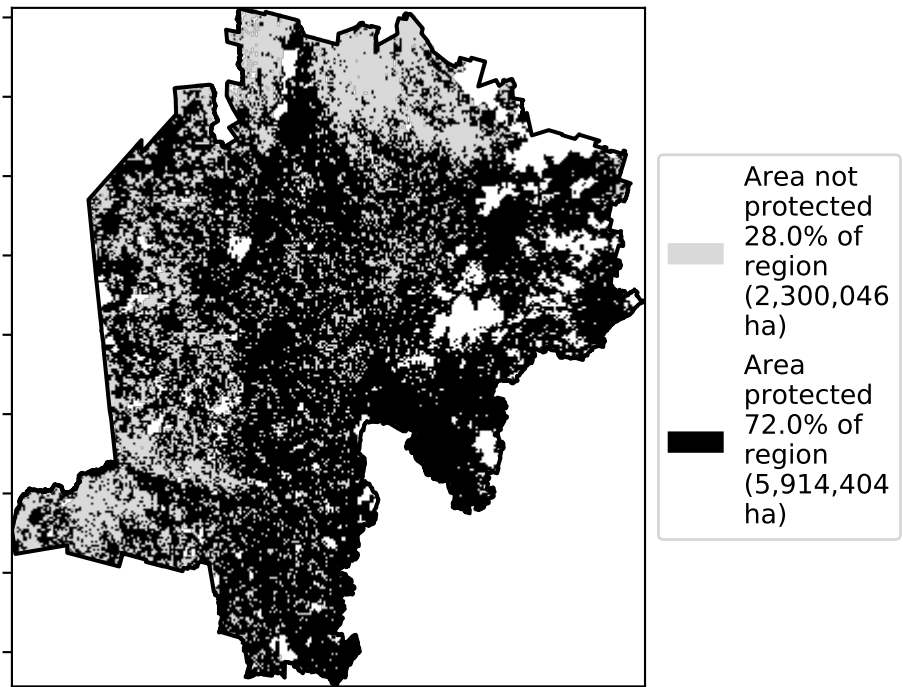 Area not
protected
28.0% of
region
(2,300,046
ha)
Area
protected
72.0% of
region
(5,914,404
ha)